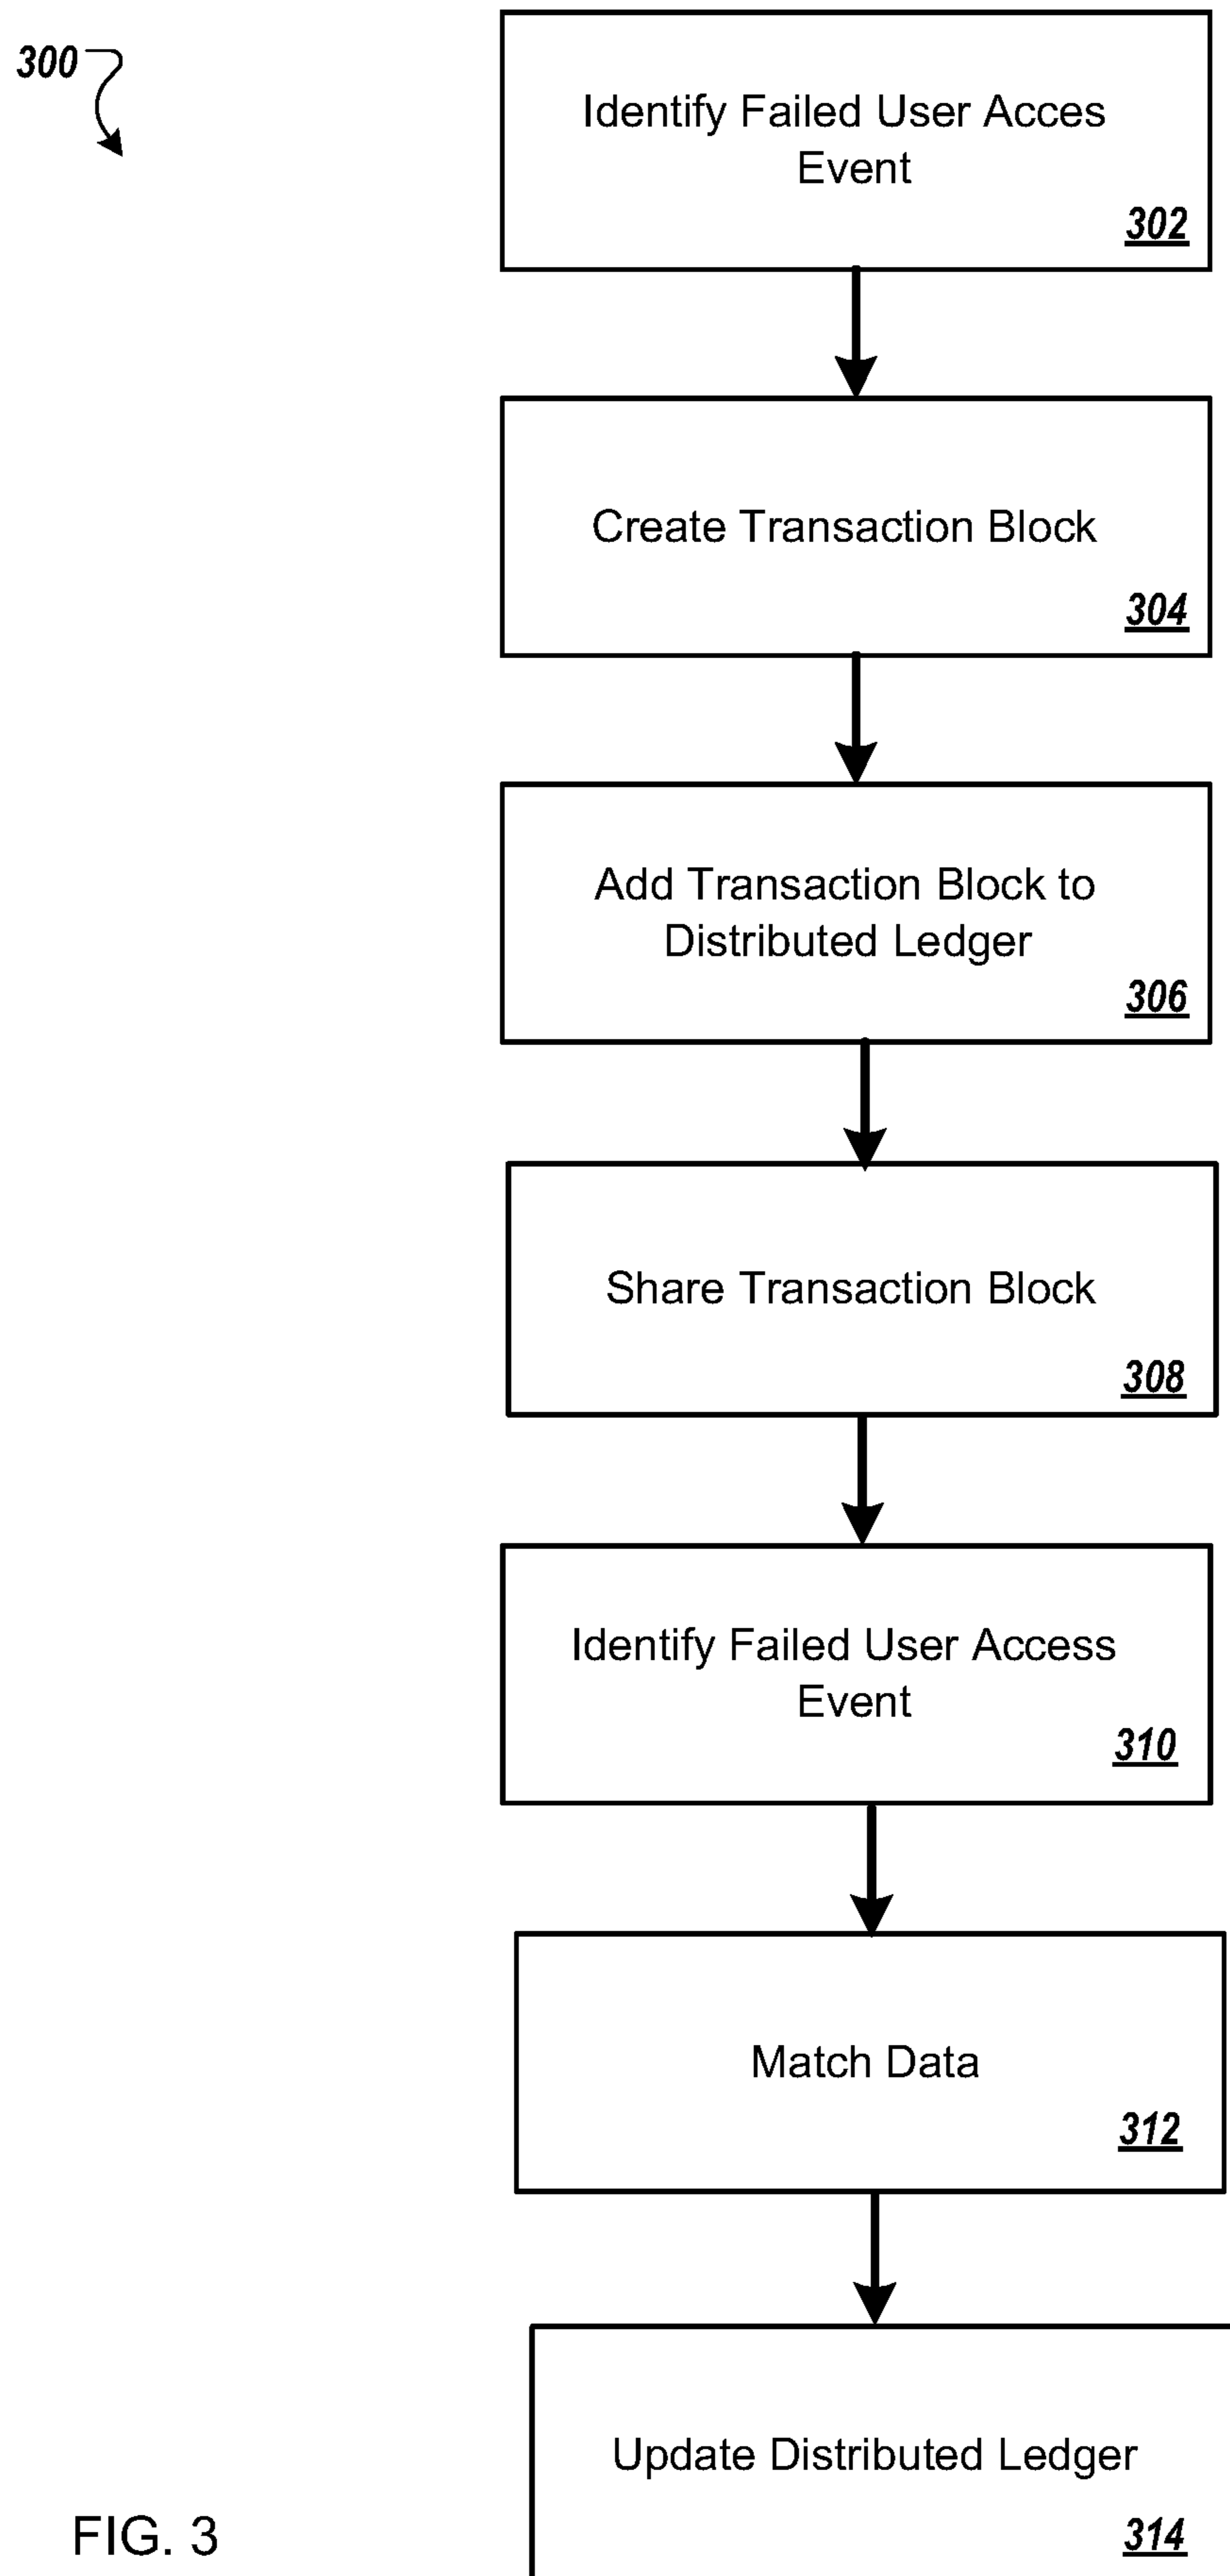 300
Identify Failed User Acces
Event
302
Create Transaction Block
304
Add Transaction Block to
Distributed Ledger
306
Share Transaction Block
308
Identify Failed User Access
Event
310
Match Data
312
Update Distributed Ledger
314
FIG. 3